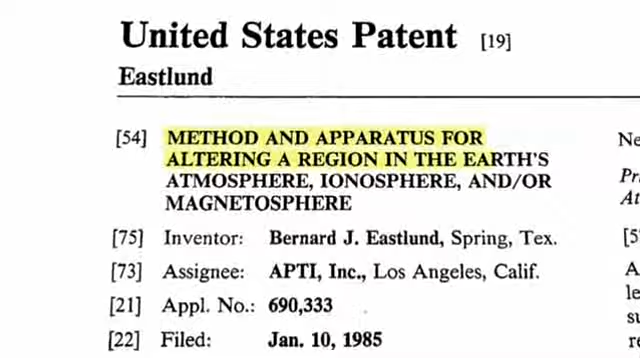 United States Patent [19]
Eastlund
[54] METHOD AND APPARATUS FOR
ALTERING A REGION IN THE EARTH'S
ATMOSPHERE, IONOSPHERE, AND/OR
MAGNETOSPHERE
[75] Inventor: Bernard J. Eastlund, Spring, Tex.
[73] Assignee: APTI, Inc., Los Angeles, Calif.
[21] Appl. No.: 690,333
[22] Filed: Jan. 10, 1985